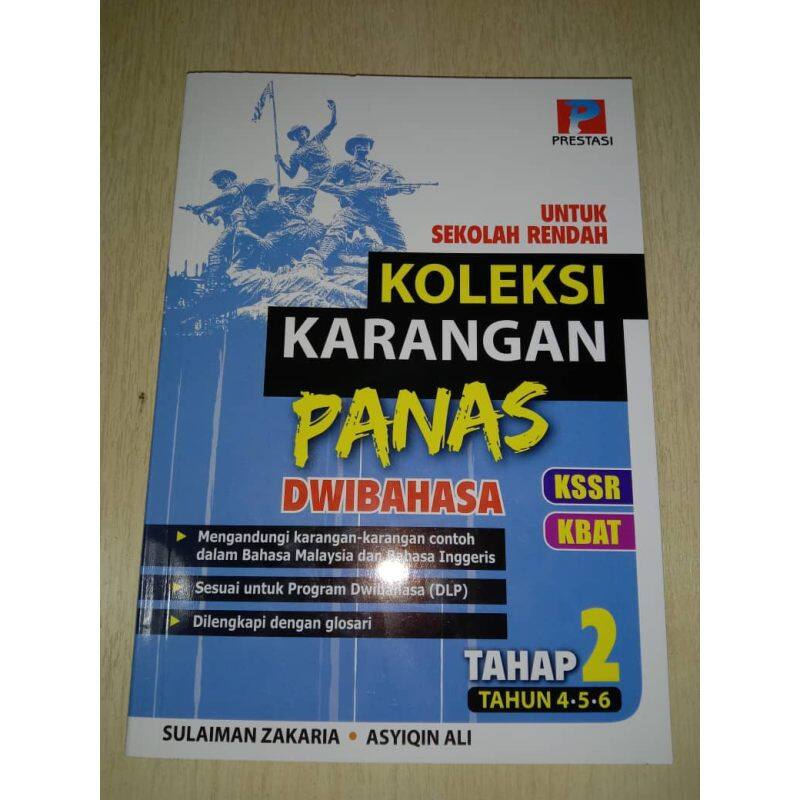 PRESTASI
UNTUK
SEKOLAH RENDAH
KOLEKSI
KARANGAN
PANAS
DWIBAHASA
KSSR
KBAT
Mengandungi karangan-karangan contoh
dalam Bahasa Malaysia dan Bahasa Inggeris
Sesuai untuk Program Dwibahasa (DLP)
Dilengkapi dengan glosari
TAHAP 2
TAHUN 4•5•6
SULAIMAN ZAKARIA • ASYIQIN ALI